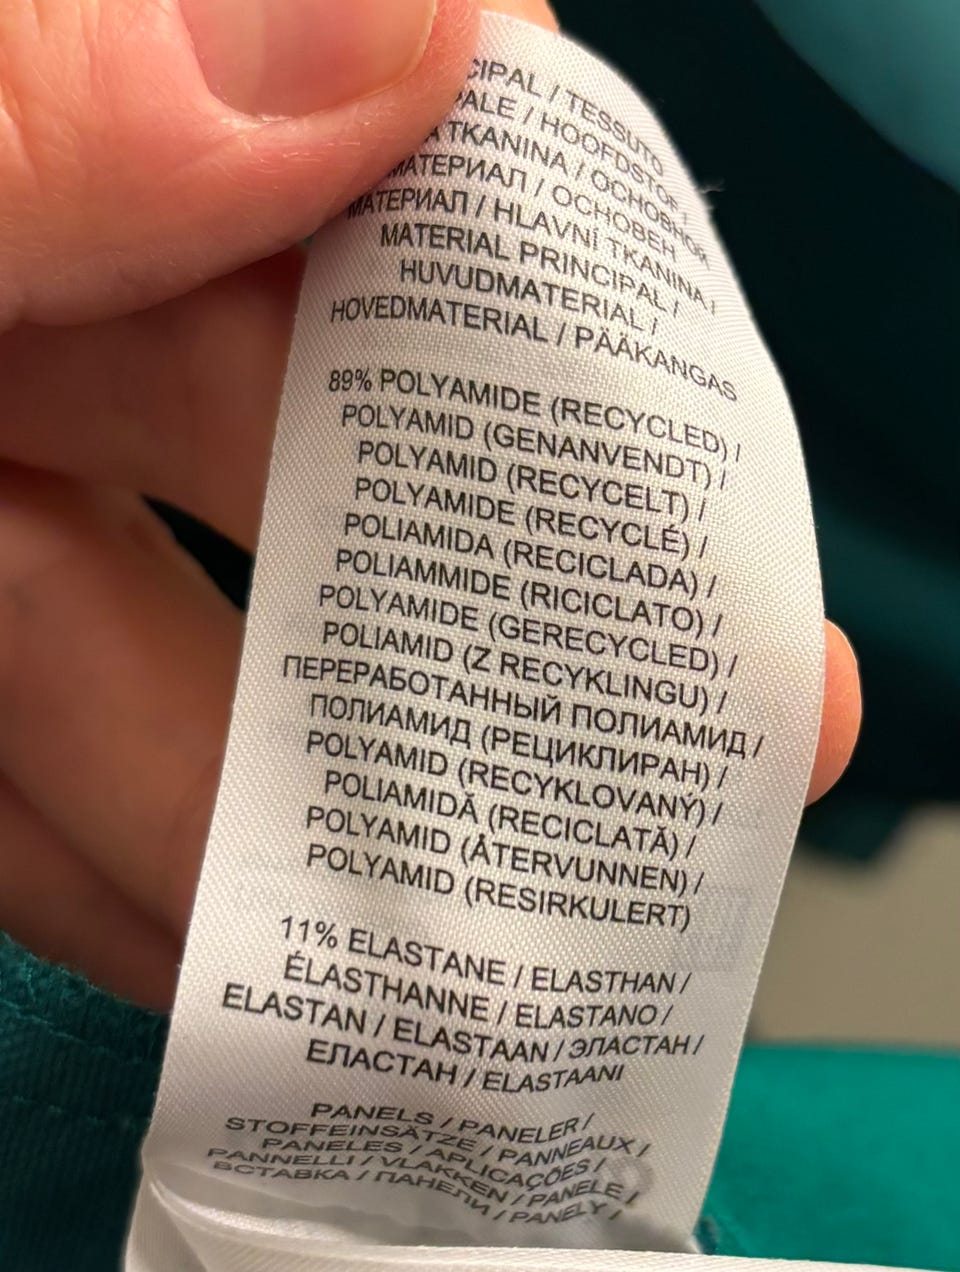 CIPAL / TESSUTO
PALE / HOOFDSTOF /
TKANINA / ОСНОВНОЙ
МАТЕРИАЛ / ОСНОВЕН
МАТЕРИАЛ / HLAVNÍ TKANINA /
MATERIAL PRINCIPAL /
HUVUDMATERIAL /
HOVEDMATERIAL / PÄÄKANGAS
89% POLYAMIDE (RECYCLED) /
POLYAMID (GENANVENDT) /
POLYAMID (RECYCELT) /
POLYAMIDE (RECYCLÉ) /
POLIAMIDA (RECICLADA) /
POLIAMMIDE (RICICLATO) /
POLYAMIDE (GERECYCLED) /
POLIAMID (Z RECYKLINGU) /
ПЕРЕРАБОТАННЫЙ ПОЛИАМИД /
ПОЛИАМИД (РЕЦИКЛИРАН) /
POLYAMID (RECYKLOVANÝ) /
POLIAMIDĂ (RECICLATĂ) /
POLYAMID (ÅTERVUNNEN) /
POLYAMID (RESIRKULERT)
11% ELASTANE / ELASTHAN /
ÉLASTHANNE / ELASTANO /
ELASTAN / ELASTAAN / ЭЛАСТАН /
ЕЛАСТАН / ELASTAANI
PANELS / PANELER /
STOFFEINSÄTZE / PANNEAUX /
PANELES / APLICAÇÕES /
PANNELLI / VLAKKEN / PANELE /
ВСТАВКА / ПАНЕЛИ / PANELY /